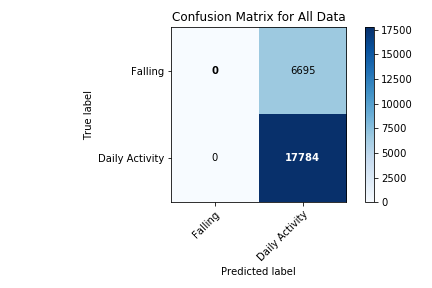 Confusion Matrix for All Data
True label
Falling
Daily Activity
0
6695
0
17784
Falling
Daily Activity
Predicted label
17500
15000
12500
10000
7500
5000
2500
0